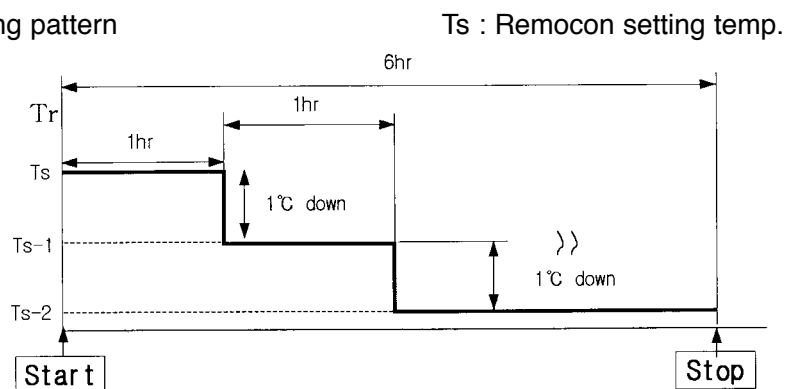 ng pattern
Ts : Remocon setting temp.
6hr
Tr
1hr
1hr
Ts
1℃ down
Ts-1
1℃ down
Ts-2
Start
Stop